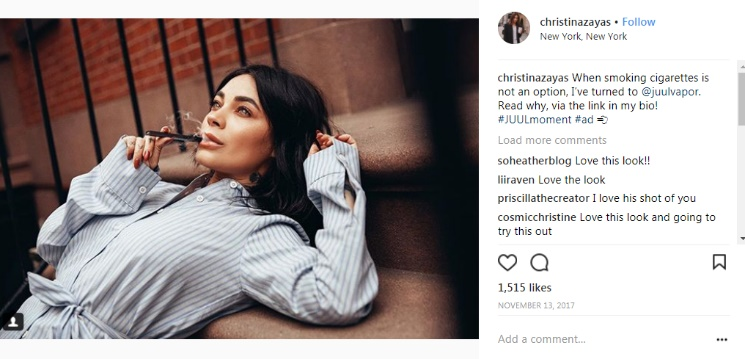 christinazayas • Follow
New York, New York
christinazayas When smoking cigarettes is
not an option, I've turned to @juulvapor.
Read why, via the link in my bio!
#JUULmoment #ad
Load more comments
soheatherblog Love this look!!
liiraven Love the look
priscillathecreator I love his shot of you
cosmicchristine Love this look and going to
try this out
1,515 likes
NOVEMBER 13, 2017
Add a comment...